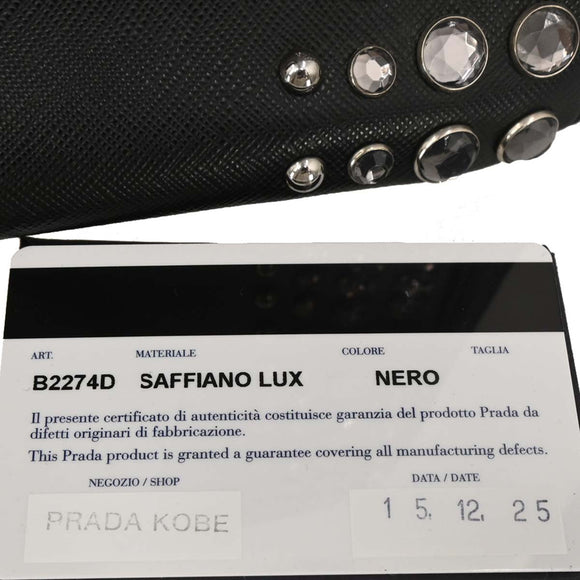 ART. MATERIALE COLORE TAGLIA
B2274D SAFFIANO LUX NERO
Il presente certificato di autenticità costituisce garanzia del prodotto Prada da
difetti originari di fabbricazione.
This Prada product is granted a guarantee covering all manufacturing defects.
NEGOZIO / SHOP DATA / DATE
PRADA KOBE 1 5. 12. 25